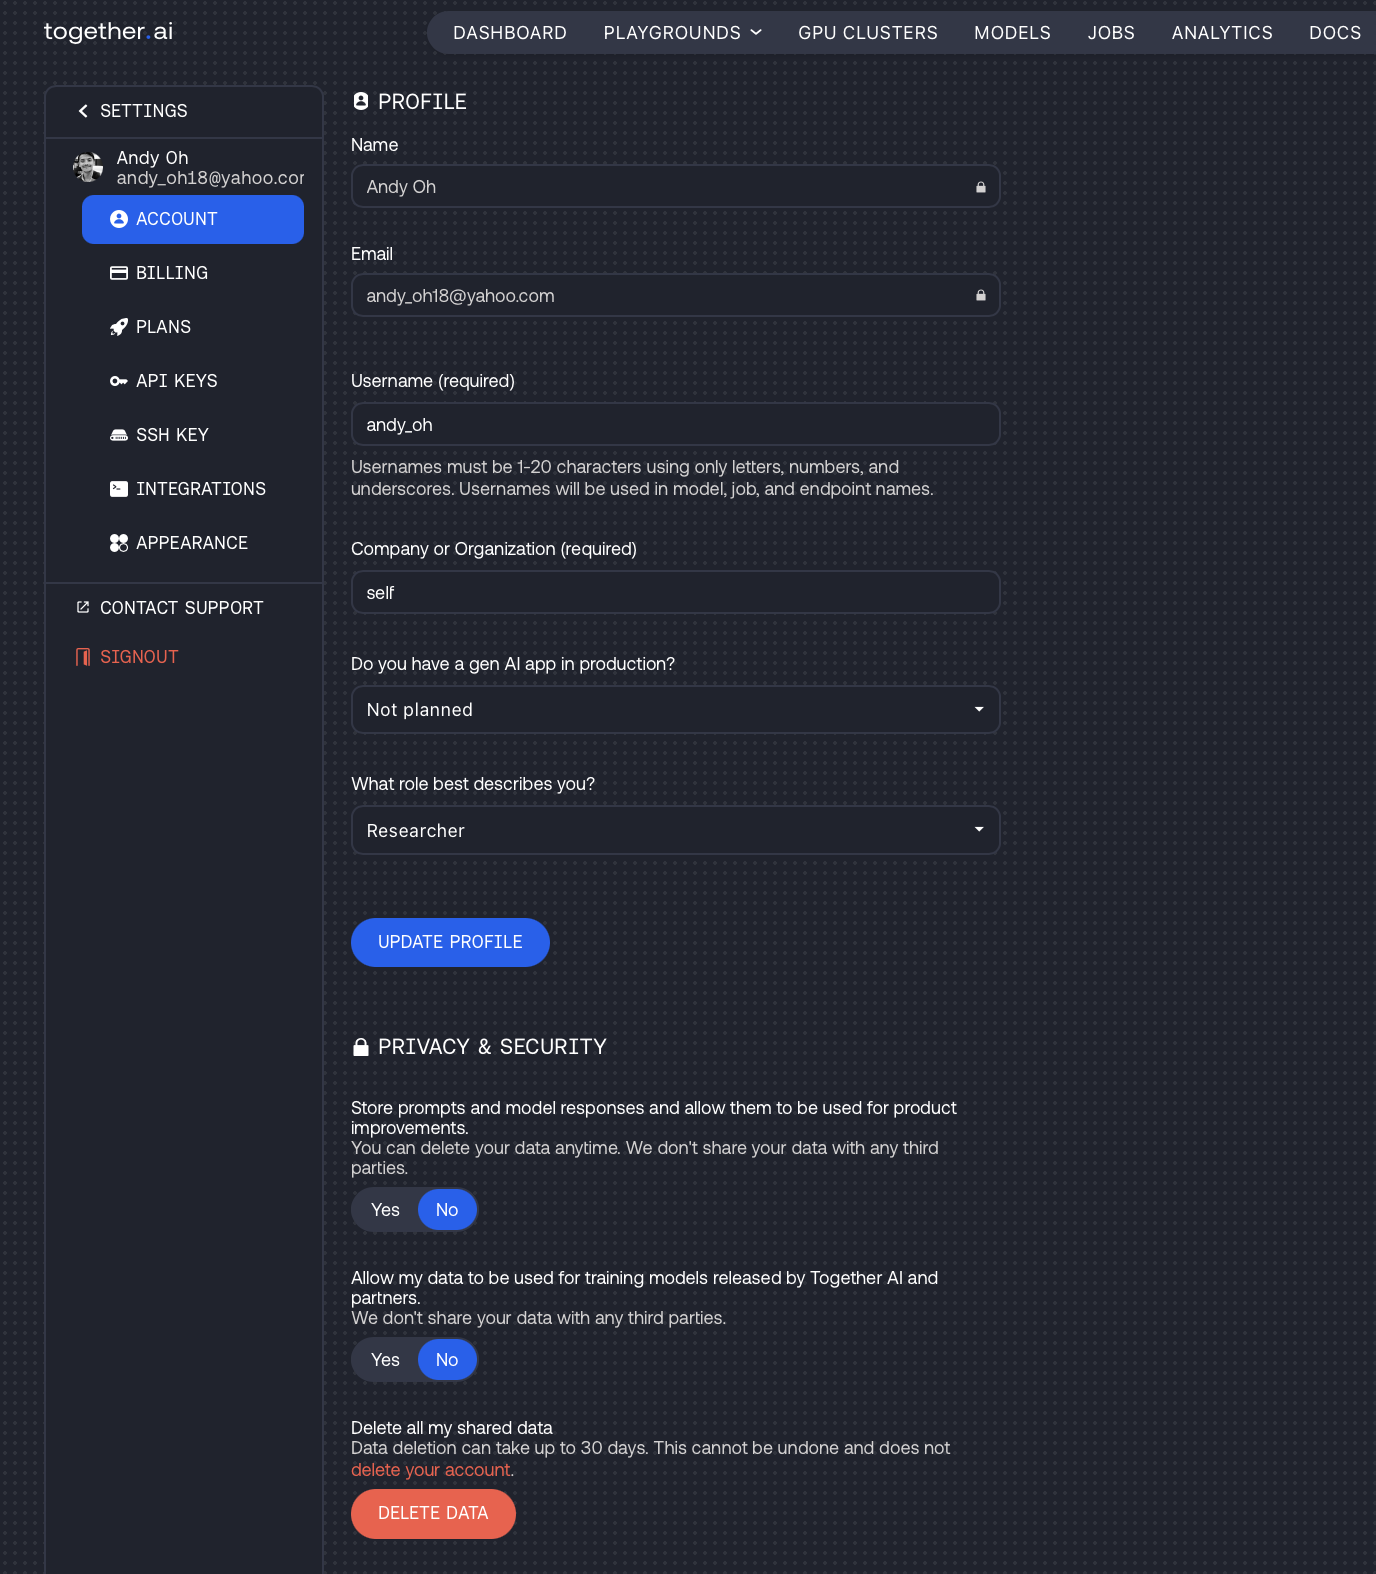 together.ai
DASHBOARD PLAYGROUNDS GPU CLUSTERS MODELS JOBS ANALYTICS DOCS
SETTINGS
Andy Oh
andy_oh18@yahoo.cor
ACCOUNT
BILLING
PLANS
API KEYS
SSH KEY
INTEGRATIONS
APPEARANCE
CONTACT SUPPORT
SIGNOUT
PROFILE
Name
Andy Oh
Email
andy_oh18@yahoo.com
Username (required)
andy_oh
Usernames must be 1-20 characters using only letters, numbers, and
underscores. Usernames will be used in model, job, and endpoint names.
Company or Organization (required)
self
Do you have a gen AI app in production?
Not planned
What role best describes you?
Researcher
UPDATE PROFILE
PRIVACY & SECURITY
Store prompts and model responses and allow them to be used for product
improvements.
You can delete your data anytime. We don't share your data with any third
parties.
Yes No
Allow my data to be used for training models released by Together AI and
partners.
We don't share your data with any third parties.
Yes No
Delete all my shared data
Data deletion can take up to 30 days. This cannot be undone and does not
delete your account.
DELETE DATA